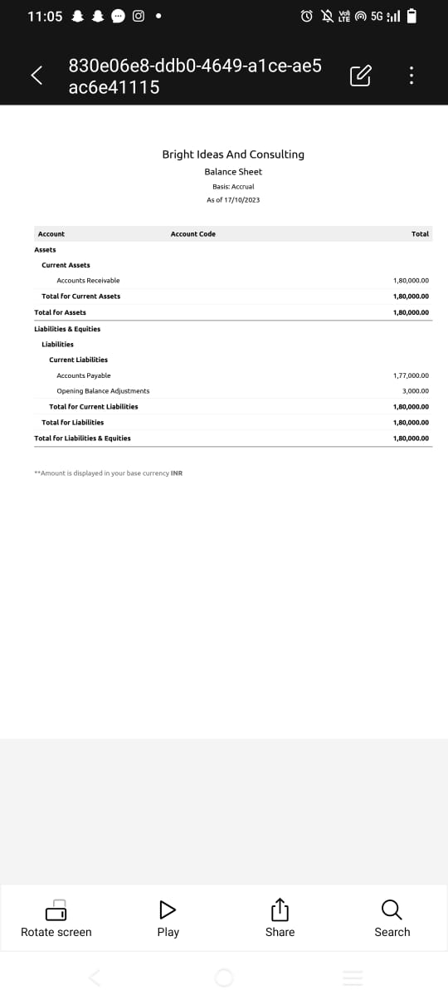 11:05
VoI) LTE 5G
830e06e8-ddb0-4649-a1ce-ae5
ac6e41115
Bright Ideas And Consulting
Balance Sheet
Basis: Accrual
As of 17/10/2023
Account Account Code Total
Assets
Current Assets
Accounts Receivable 1,80,000.00
Total for Current Assets 1,80,000.00
Total for Assets 1,80,000.00
Liabilities & Equities
Liabilities
Current Liabilities
Accounts Payable 1,77,000.00
Opening Balance Adjustments 3,000.00
Total for Current Liabilities 1,80,000.00
Total for Liabilities 1,80,000.00
Total for Liabilities & Equities 1,80,000.00
**Amount is displayed in your base currency INR
Rotate screen Play Share Search